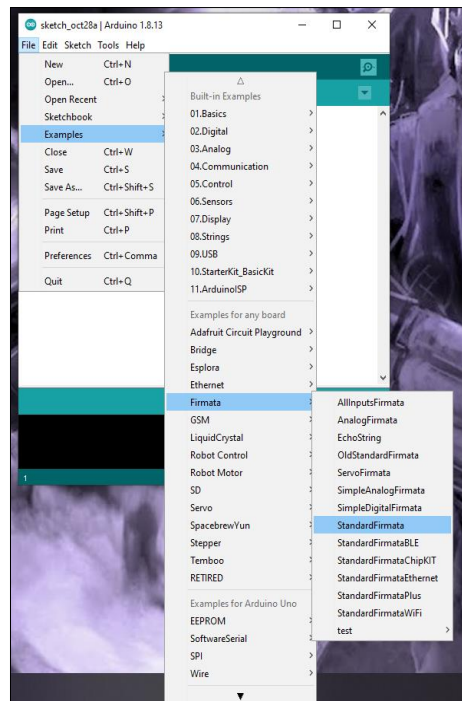 sketch_oct28a | Arduino 1.8.13
File Edit Sketch Tools Help
New Ctrl+N
Open... Ctrl+O
Open Recent
Sketchbook
Examples
Close Ctrl+W
Save Ctrl+S
Save As... Ctrl+Shift+S
Page Setup Ctrl+Shift+P
Print Ctrl+P
Preferences Ctrl+Comma
Quit Ctrl+Q
1
Built-in Examples
01.Basics
02.Digital
03.Analog
04.Communication
05.Control
06.Sensors
07.Display
08.Strings
09.USB
10.StarterKit_BasicKit
11.ArduinoISP
Examples for any board
Adafruit Circuit Playground
Bridge
Esplora
Ethernet
Firmata
GSM
LiquidCrystal
Robot Control
Robot Motor
SD
Servo
SpacebrewYun
Stepper
Temboo
RETIRED
Examples for Arduino Uno
EEPROM
SoftwareSerial
SPI
Wire
AllInputsFirmata
AnalogFirmata
EchoString
OldStandardFirmata
ServoFirmata
SimpleAnalogFirmata
SimpleDigitalFirmata
StandardFirmata
StandardFirmataBLE
StandardFirmataChipKIT
StandardFirmataEthernet
StandardFirmataPlus
StandardFirmataWiFi
test